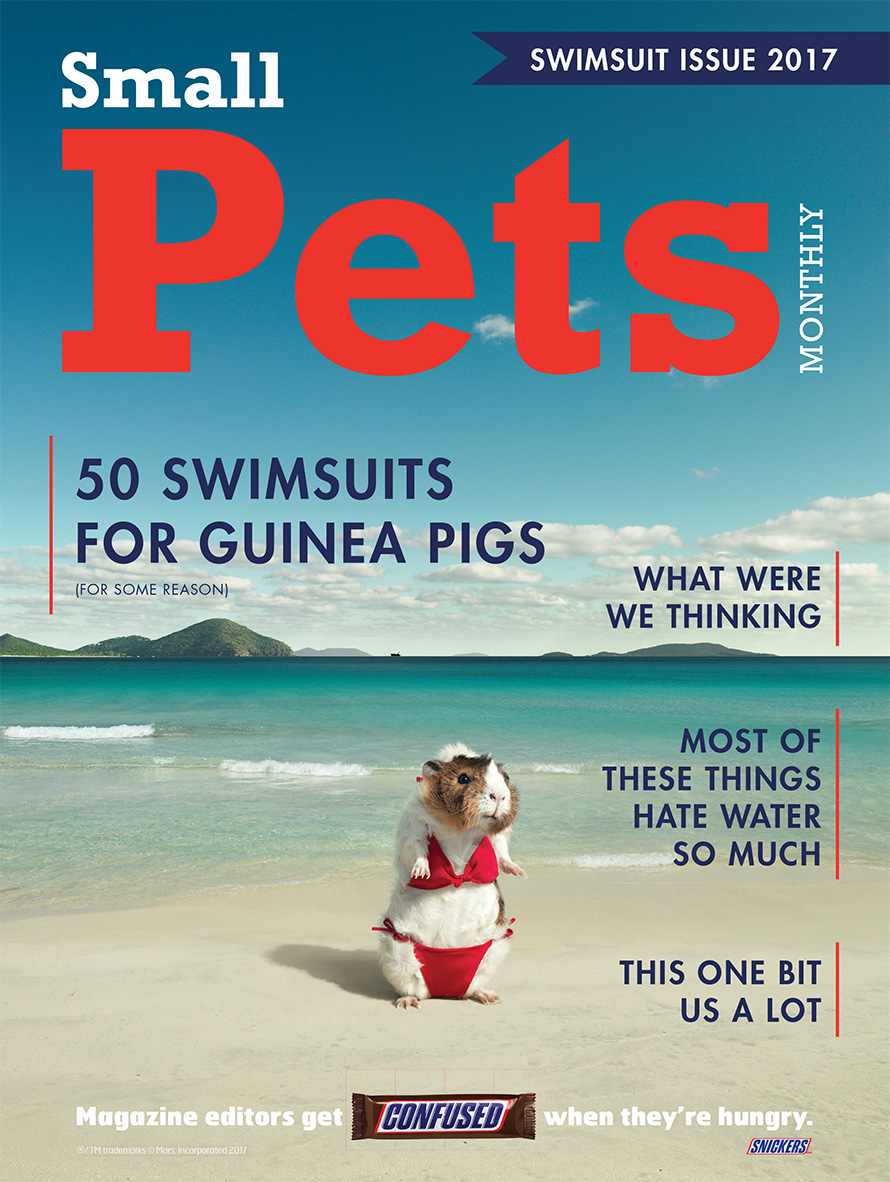 SWIMSUIT ISSUE 2017
Small
Pets
MONTHLY
50 SWIMSUITS
FOR GUINEA PIGS
(FOR SOME REASON)
WHAT WERE
WE THINKING
MOST OF
THESE THINGS
HATE WATER
SO MUCH
THIS ONE BIT
US A LOT
Magazine editors get CONFUSED when they're hungry.
®/TM trademarks © Mars, Incorporated 2017
SNICKERS